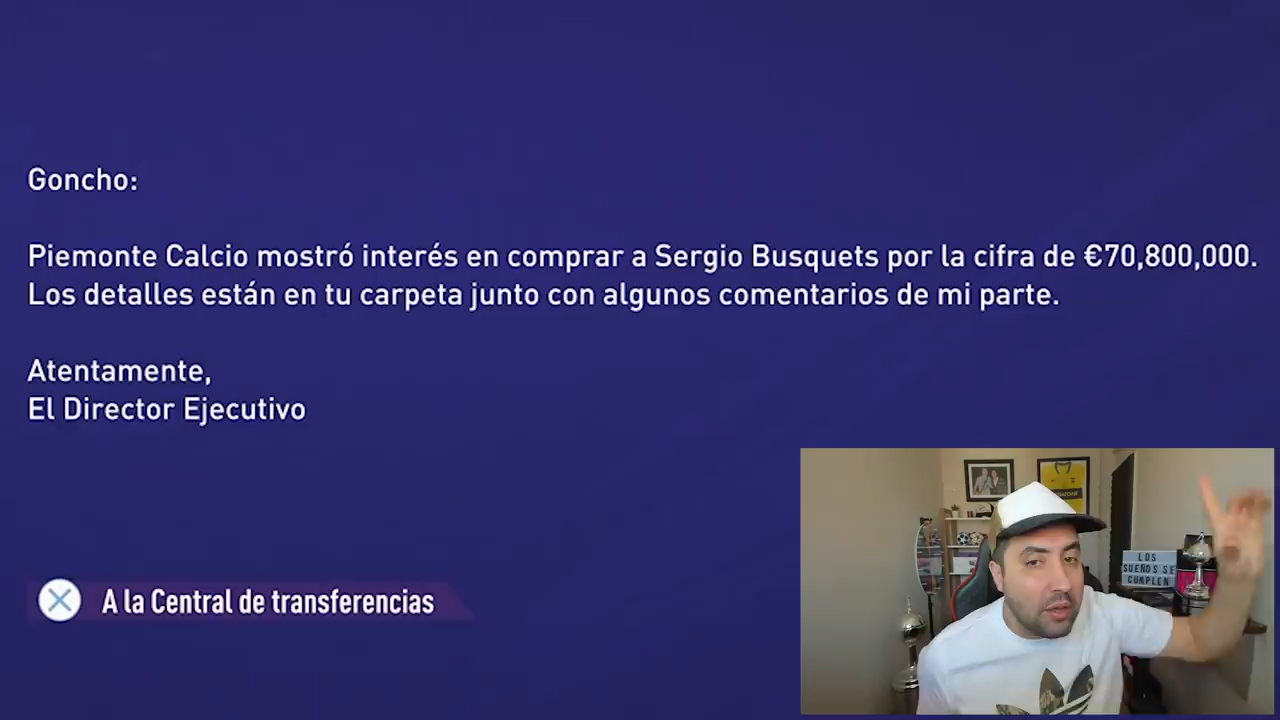 Goncho:
Piemonte Calcio mostró interés en comprar a Sergio Busquets por la cifra de €70,800,000.
Los detalles están en tu carpeta junto con algunos comentarios de mi parte.
Atentamente,
El Director Ejecutivo
A la Central de transferencias
LOS
SUEÑOS SE
CUMPLEN